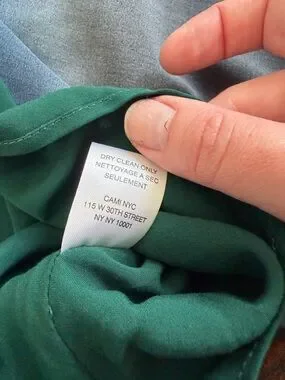 DRY CLEAN ONLY
NETTOYAGE A SEC
SEULEMENT
CAMI NYC
115 W 30TH STREET
NY NY 10001